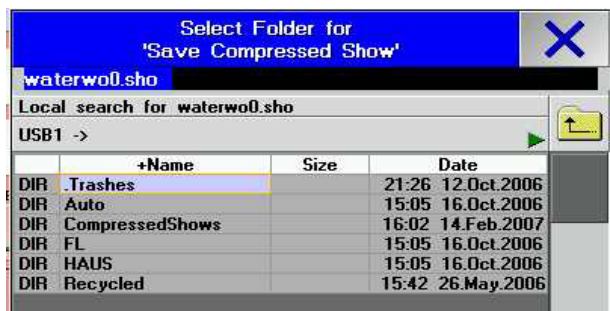 Select Folder for
'Save Compressed Show'
waterwo0.sho
Local search for waterwo0.sho
USB1 ->
+Name Size Date
DIR .Trashes 21:26 12.Oct.2006
DIR Auto 15:05 16.Oct.2006
DIR CompressedShows 16:02 14.Feb.2007
DIR FL 15:05 16.Oct.2006
DIR HAUS 15:05 16.Oct.2006
DIR Recycled 15:42 26.May.2006